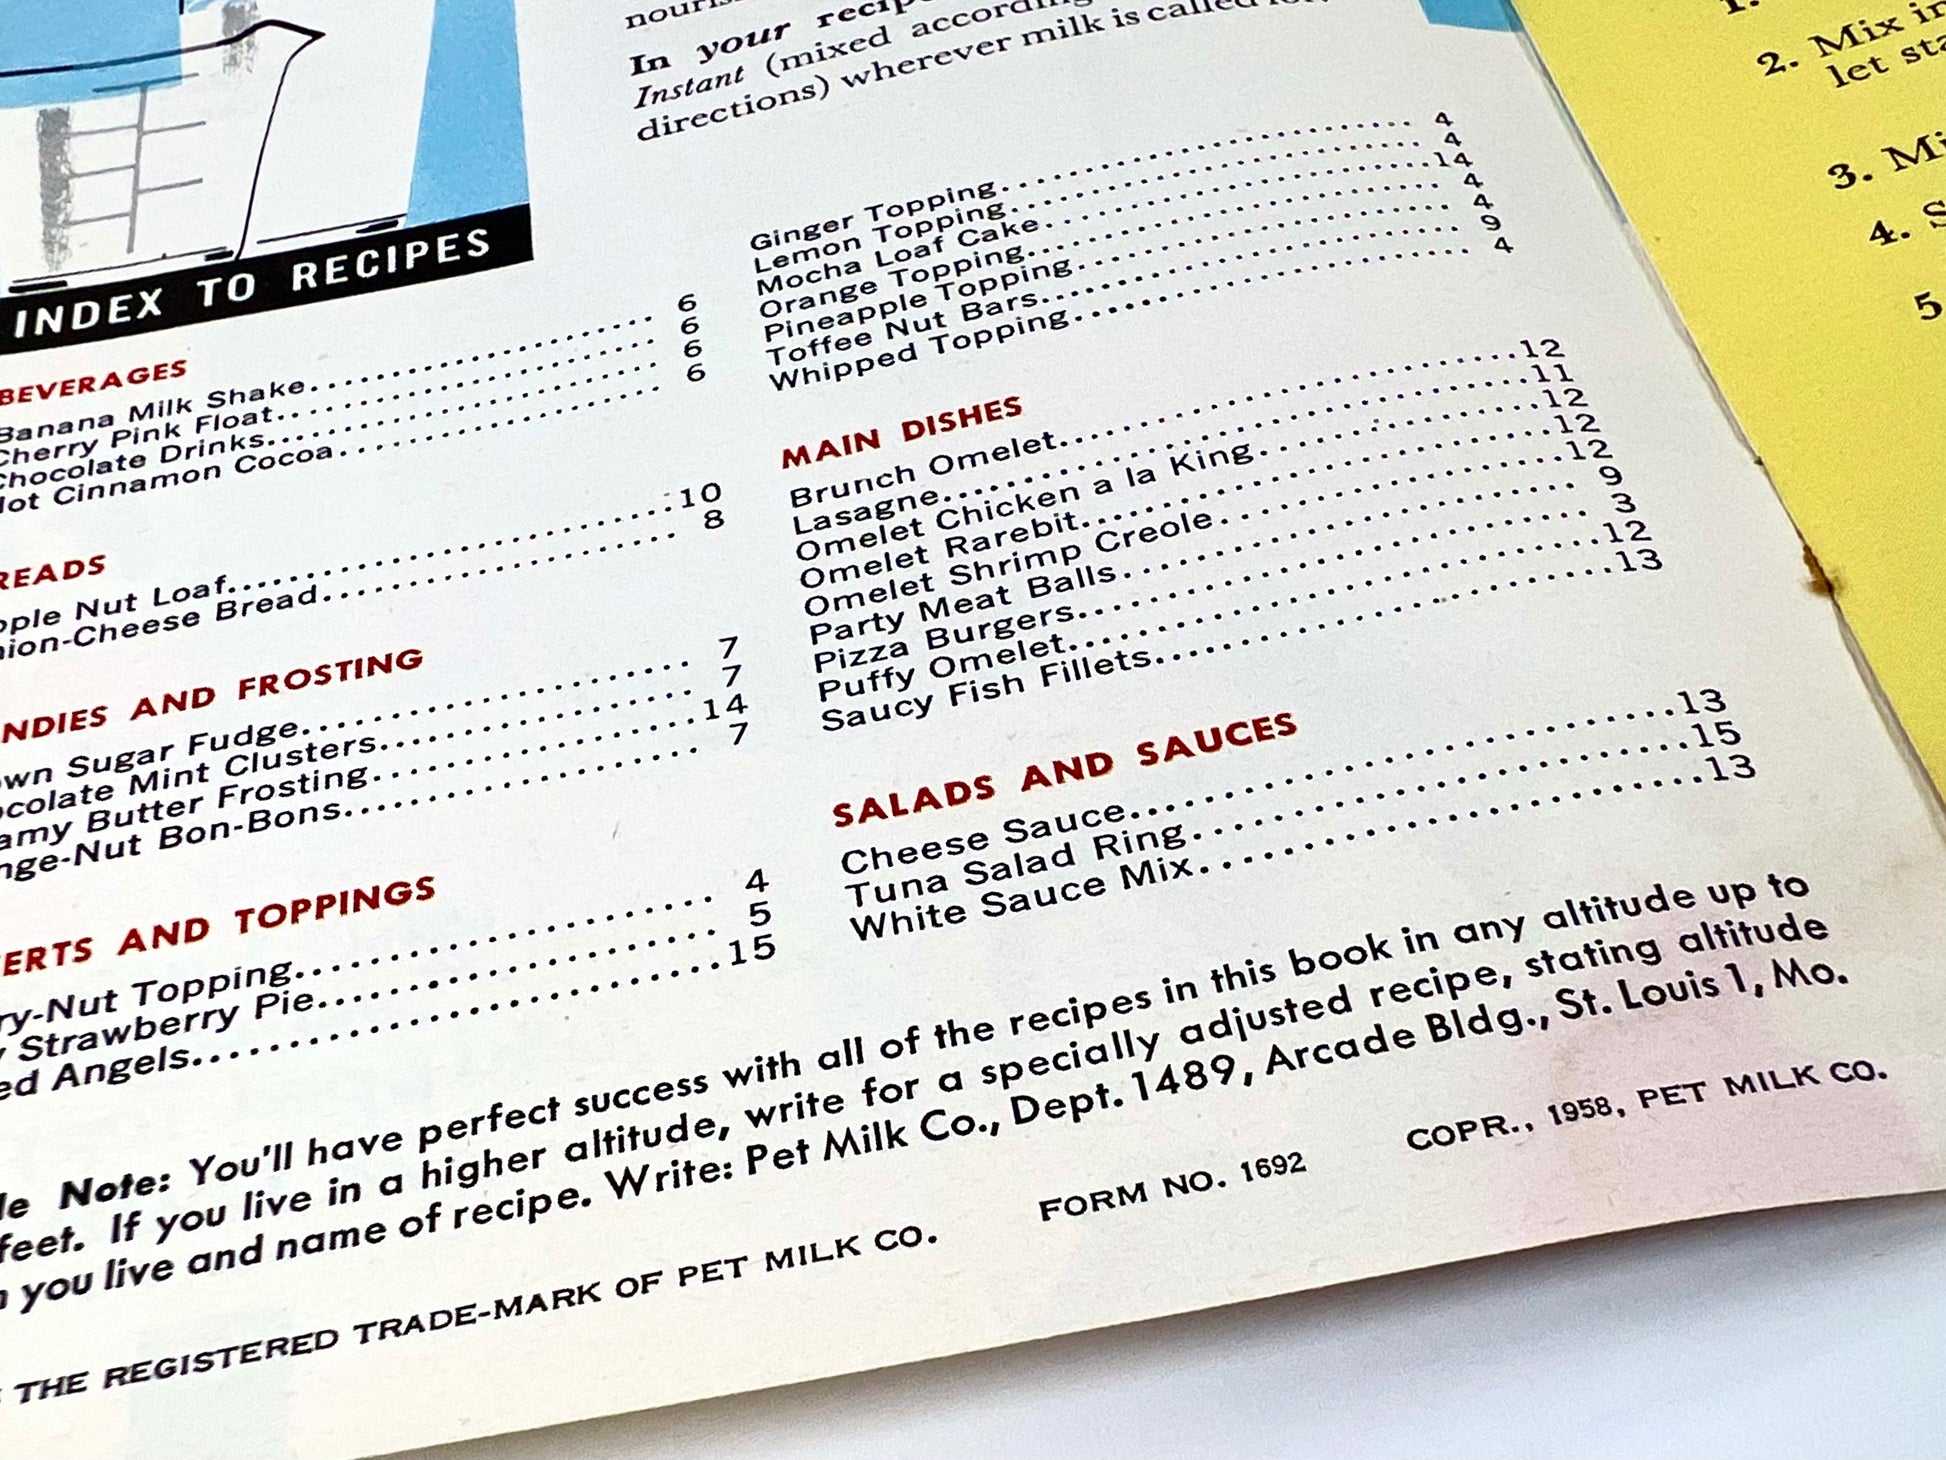 In your
Instant (mixed
directions) wherever milk is called
INDEX TO RECIPES
BEVERAGES
Banana Milk Shake 6
Cherry Pink Float 6
Chocolate Drinks 6
Hot Cinnamon Cocoa 6
Nut Loaf 10
Bread 8
AND FROSTING
Sugar Fudge 7
Mint Clusters 7
Butter Frosting 14
Bon-Bons 7
AND TOPPINGS
Topping 4
Strawberry Pie 5
Angels 15
Ginger Topping 4
Lemon Topping 4
Mocha Loaf Cake 14
Orange Topping 4
Pineapple Topping 4
Toffee Nut Bars 9
Whipped Topping 4
MAIN DISHES
Brunch Omelet 12
Lasagne 11
Omelet Chicken a la King 12
Omelet Rarebit 12
Omelet Shrimp Creole 12
Party Meat Balls 9
Pizza Burgers 3
Puffy Omelet 12
Saucy Fish Fillets 13
SALADS AND SAUCES
Cheese Sauce 13
Tuna Salad Ring 15
White Sauce Mix 13
Note: You'll have perfect success with all of the recipes in this book in any altitude up to
feet. If you live in a higher altitude, write for a specially adjusted recipe, stating altitude
you live and name of recipe. Write: Pet Milk Co., Dept. 1489, Arcade Bldg., St. Louis 1, Mo.
THE REGISTERED TRADE-MARK OF PET MILK CO. FORM NO. 1692 COPR., 1958, PET MILK CO.
1.
2. Mix
let
3.
4.
5